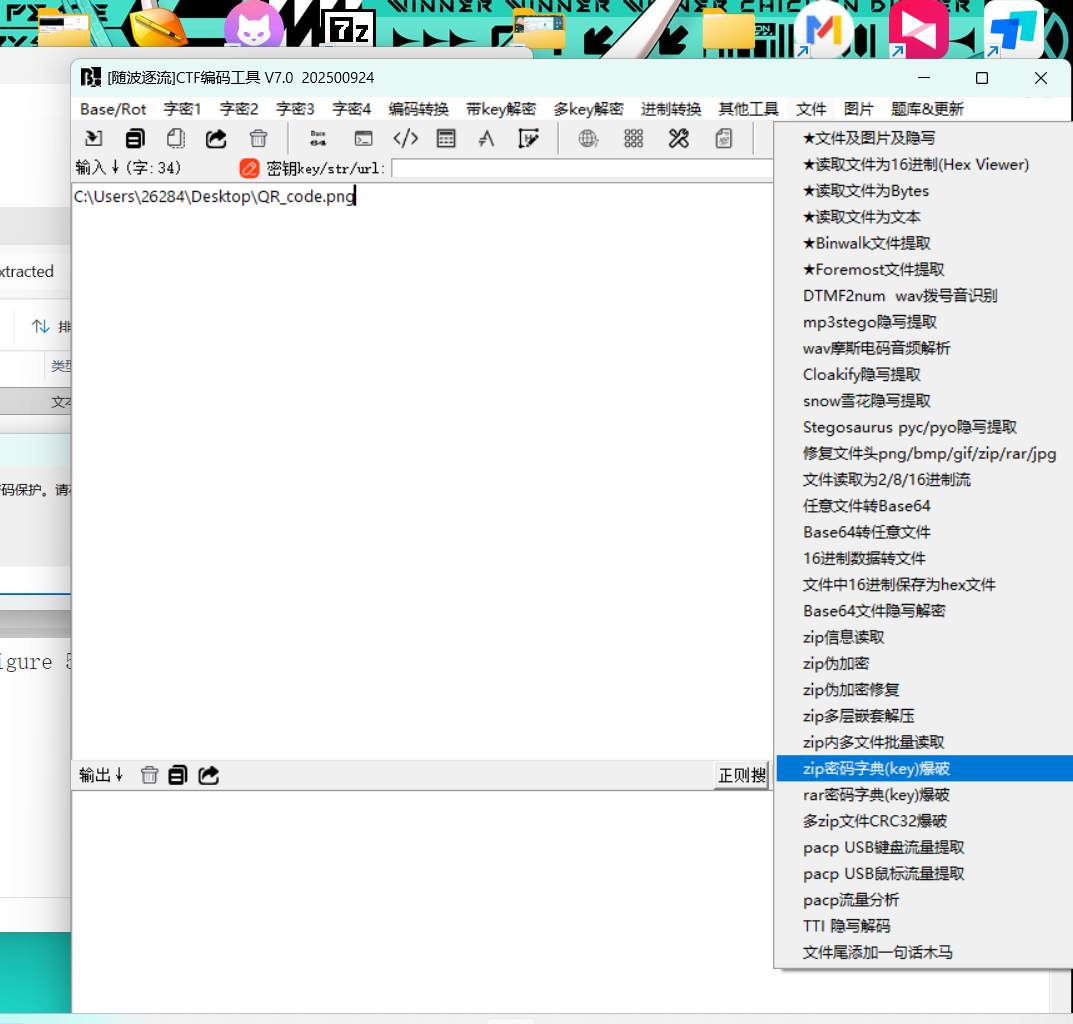 WINNER WINNER CHICKEN DINNER
7z
[随波逐流]CTF编码工具 V7.0 202500924
Base/Rot 字密1 字密2 字密3 字密4 编码转换 带key解密 多key解密 进制转换 其他工具 文件 图片 题库&更新
输入↓(字:34) 密钥key/str/url:
C:\Users\26284\Desktop\QR_code.png
★文件及图片及隐写
★读取文件为16进制(Hex Viewer)
★读取文件为Bytes
★读取文件为文本
★Binwalk文件提取
★Foremost文件提取
DTMF2num wav拨号音识别
mp3stego隐写提取
wav摩斯电码音频解析
Cloakify隐写提取
snow雪花隐写提取
Stegosaurus pyc/pyo隐写提取
修复文件头png/bmp/gif/zip/rar/jpg
文件读取为2/8/16进制流
任意文件转Base64
Base64转任意文件
16进制数据转文件
文件中16进制保存为hex文件
Base64文件隐写解密
zip信息读取
zip伪加密
zip伪加密修复
zip多层嵌套解压
zip内多文件批量读取
zip密码字典(key)爆破
rar密码字典(key)爆破
多zip文件CRC32爆破
pacp USB键盘流量提取
pacp USB鼠标流量提取
pacp流量分析
TTI 隐写解码
文件尾添加一句话木马
输出↓ 正则搜
xtracted
排
类型
文本
码保护。请
igure 5